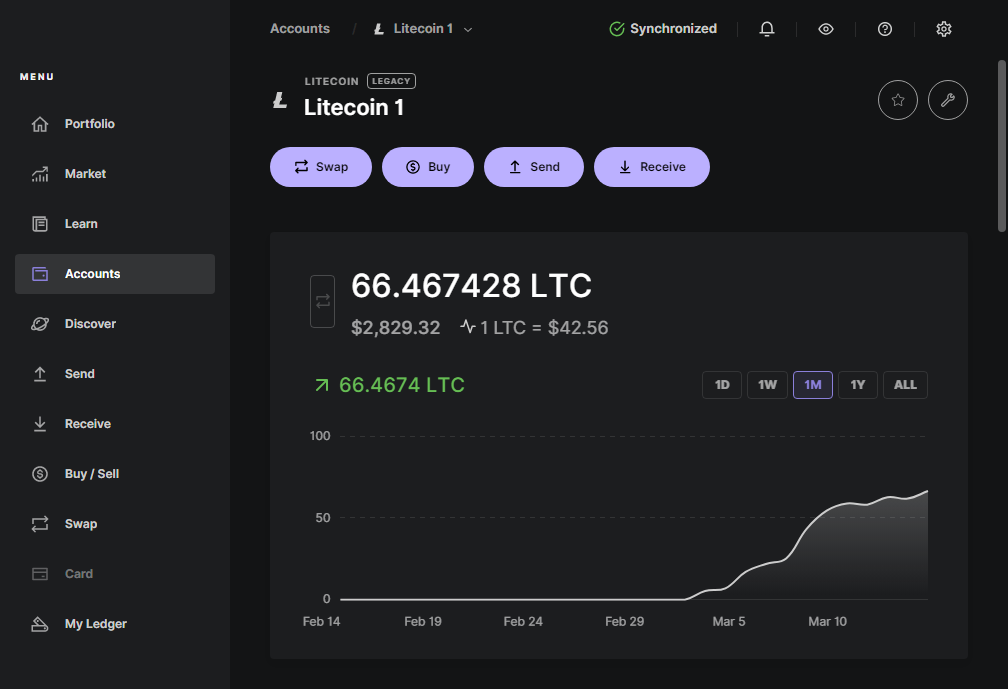 Accounts / Litecoin 1
Synchronized
MENU
Portfolio
Market
Learn
Accounts
Discover
Send
Receive
Buy / Sell
Swap
Card
My Ledger
LITECOIN LEGACY
Litecoin 1
Swap Buy Send Receive
66.467428 LTC
$2,829.32 1 LTC = $42.56
66.4674 LTC
1D 1W 1M 1Y ALL
100
50
0
Feb 14 Feb 19 Feb 24 Feb 29 Mar 5 Mar 10